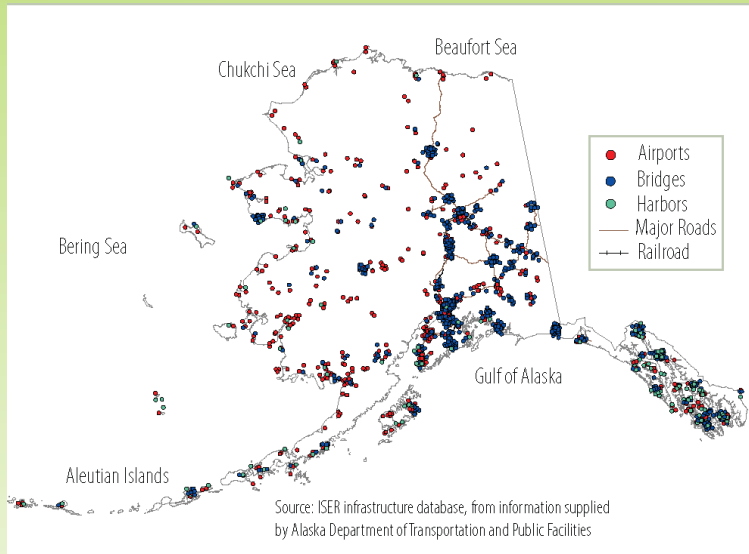 Beaufort Sea
Chukchi Sea
Airports
Bridges
Harbors
Major Roads
Railroad
Bering Sea
Gulf of Alaska
Aleutian Islands
Source: ISER infrastructure database, from information supplied
by Alaska Department of Transportation and Public Facilities